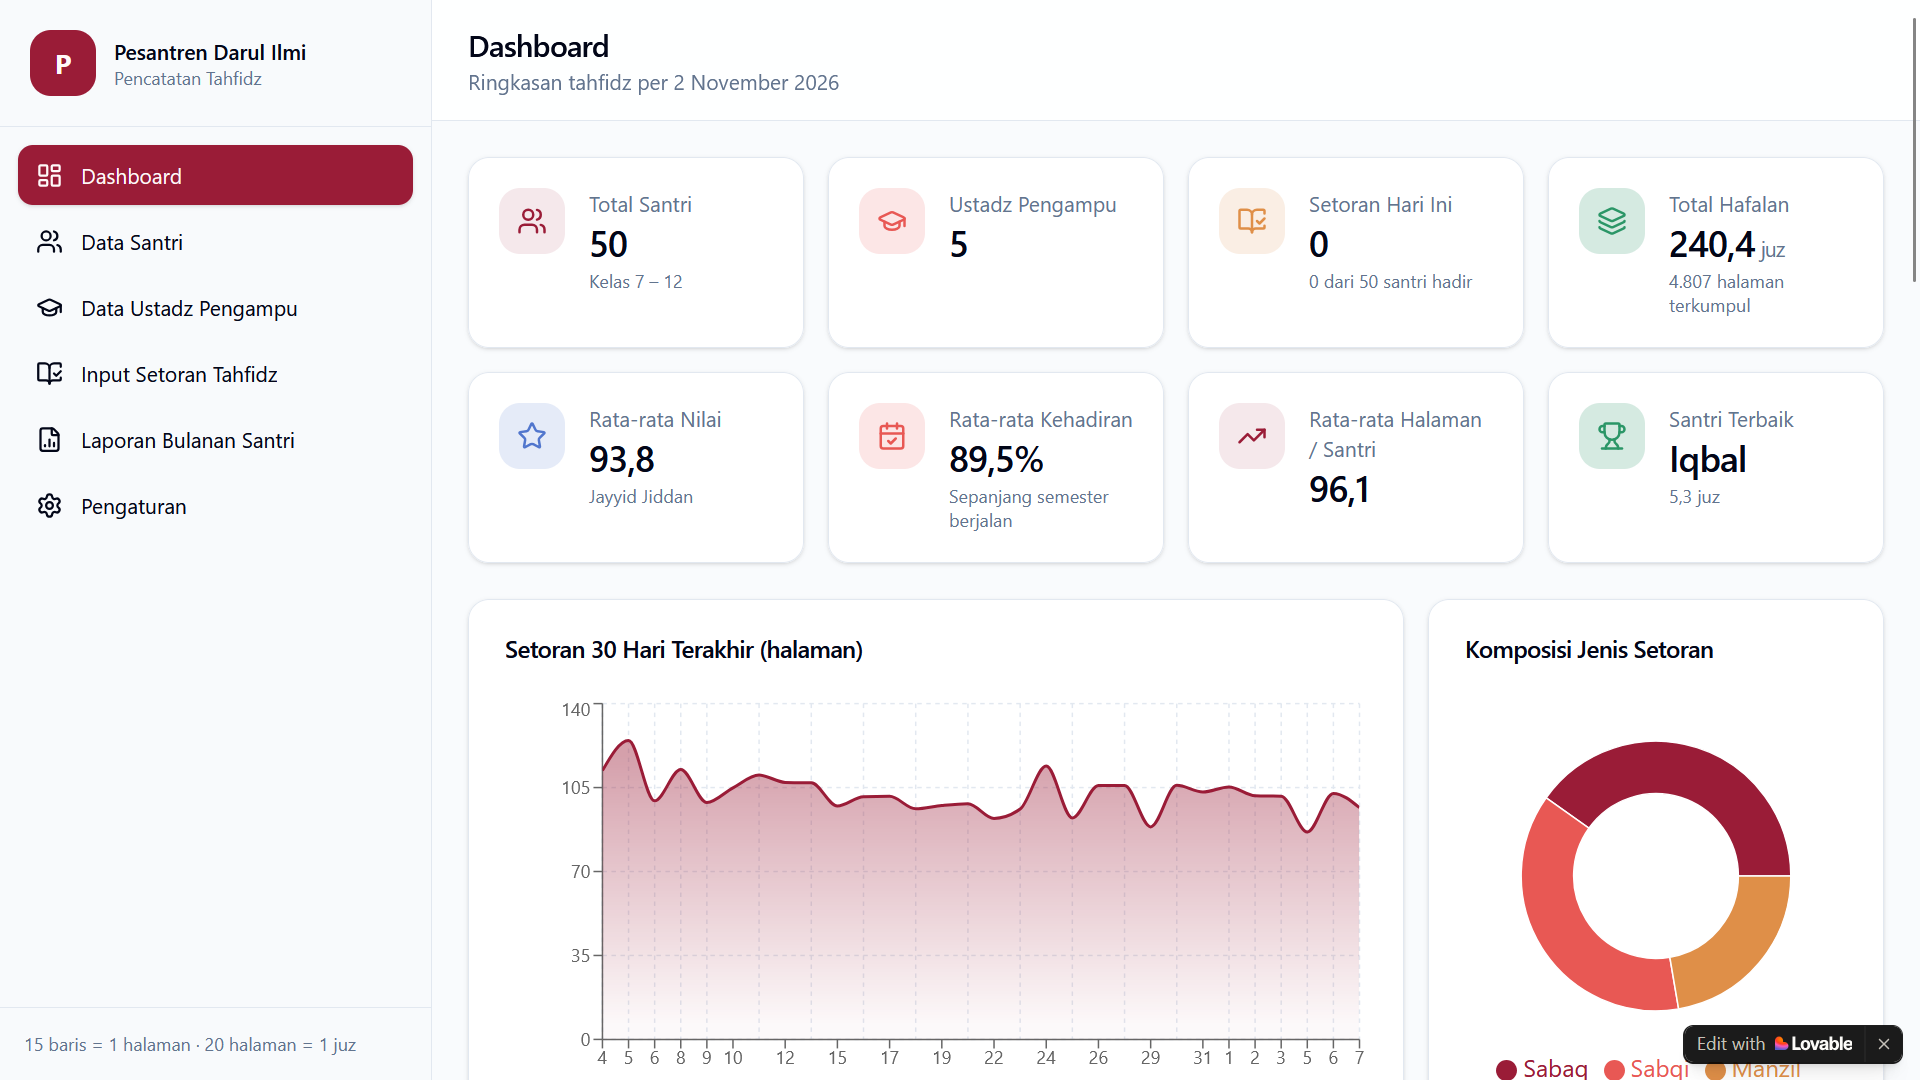 P
Pesantren Darul Ilmi
Pencatatan Tahfidz
Dashboard
Data Santri
Data Ustadz Pengampu
Input Setoran Tahfidz
Laporan Bulanan Santri
Pengaturan
15 baris = 1 halaman · 20 halaman = 1 juz
Dashboard
Ringkasan tahfidz per 2 November 2026
Total Santri
50
Kelas 7 – 12
Ustadz Pengampu
5
Setoran Hari Ini
0
0 dari 50 santri hadir
Total Hafalan
240,4 juz
4.807 halaman
terkumpul
Rata-rata Nilai
93,8
Jayyid Jiddan
Rata-rata Kehadiran
89,5%
Sepanjang semester
berjalan
Rata-rata Halaman
/ Santri
96,1
Santri Terbaik
Iqbal
5,3 juz
Setoran 30 Hari Terakhir (halaman)
140
105
70
35
0
4 5 6 8 9 10 12 15 17 19 22 24 26 29 31 1 2 3 5 6 7
Komposisi Jenis Setoran
Sabaq Sabqi Manzil
Edit with Lovable ×